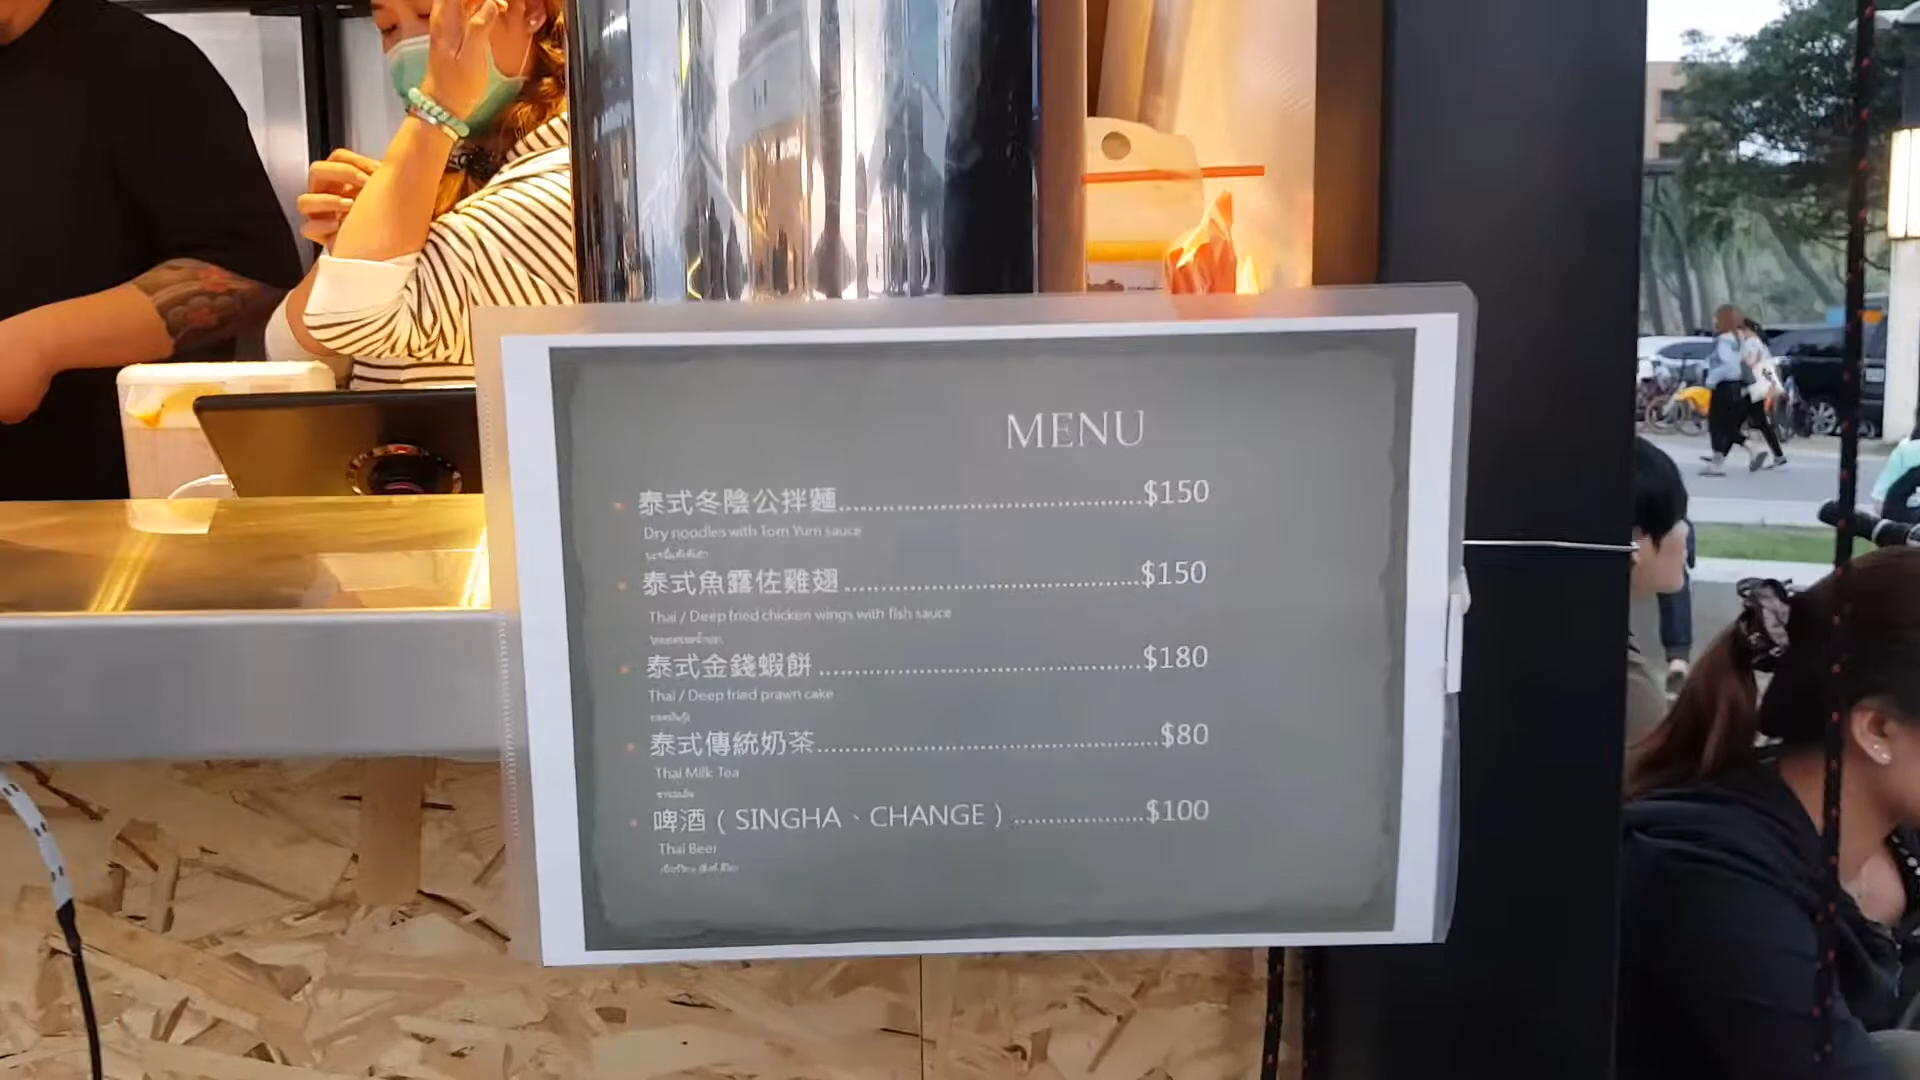 MENU
泰式冬陰公拌麵..............................$150
Dry noodles with Tom Yum sauce
泰式魚露佐雞翅..............................$150
Thai / Deep fried chicken wings with fish sauce
泰式金錢蝦餅..............................$180
Thai / Deep fried prawn cake
泰式傳統奶茶..............................$80
Thai Milk Tea
啤酒（SINGHA、CHANGE）..................$100
Thai Beer